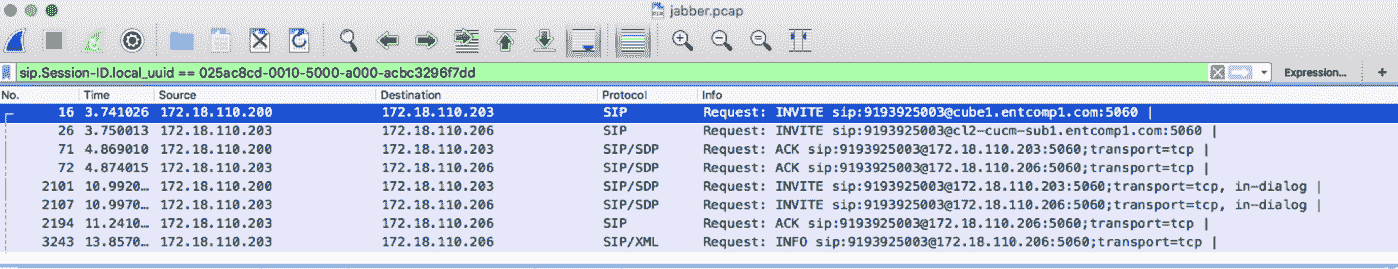 jabber.pcap
sip.Session-ID.local_uuid == 025ac8cd-0010-5000-a000-acbc3296f7dd Expression... +
No. Time Source Destination Protocol Info
16 3.741026 172.18.110.200 172.18.110.203 SIP Request: INVITE sip:9193925003@cube1.entcomp1.com:5060 |
26 3.750013 172.18.110.203 172.18.110.206 SIP Request: INVITE sip:9193925003@cl2-cucm-sub1.entcomp1.com:5060 |
71 4.869010 172.18.110.200 172.18.110.203 SIP/SDP Request: ACK sip:9193925003@172.18.110.203:5060;transport=tcp |
72 4.874015 172.18.110.203 172.18.110.206 SIP/SDP Request: ACK sip:9193925003@172.18.110.206:5060;transport=tcp |
2101 10.9920... 172.18.110.200 172.18.110.203 SIP/SDP Request: INVITE sip:9193925003@172.18.110.203:5060;transport=tcp, in-dialog |
2107 10.9970... 172.18.110.203 172.18.110.206 SIP/SDP Request: INVITE sip:9193925003@172.18.110.206:5060;transport=tcp, in-dialog |
2194 11.2410... 172.18.110.203 172.18.110.206 SIP Request: ACK sip:9193925003@172.18.110.206:5060;transport=tcp |
3243 13.8570... 172.18.110.203 172.18.110.206 SIP/XML Request: INFO sip:9193925003@172.18.110.206:5060;transport=tcp |